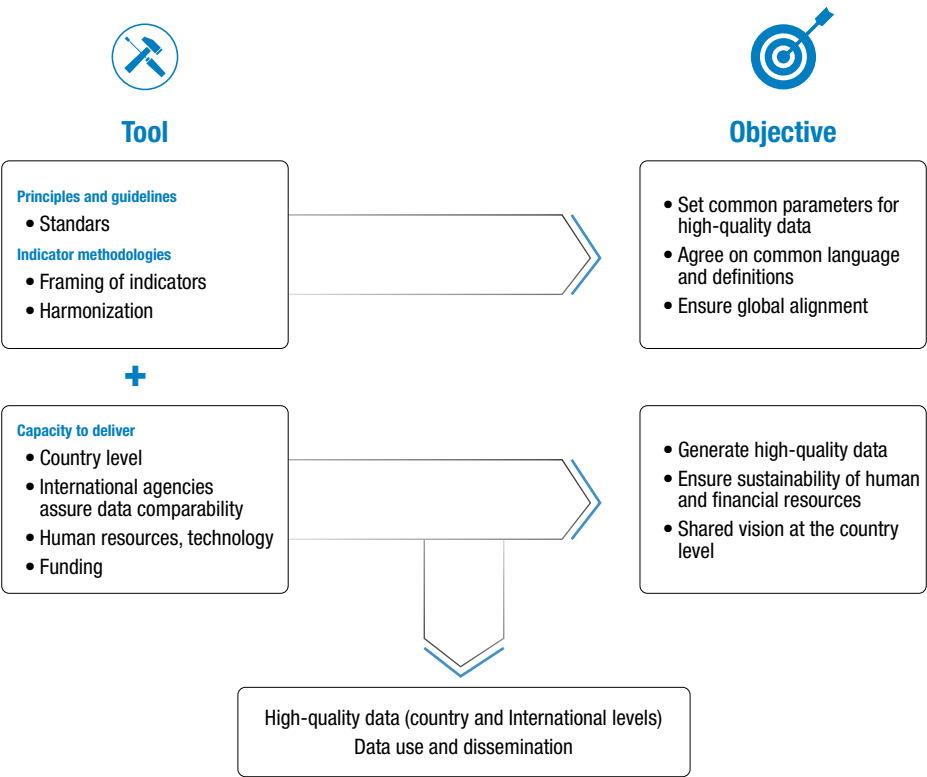 Tool
Objective
Principles and guidelines
• Standars
Indicator methodologies
• Framing of indicators
• Harmonization
• Set common parameters for
high-quality data
• Agree on common language
and definitions
• Ensure global alignment
+
Capacity to deliver
• Country level
• International agencies
assure data comparability
• Human resources, technology
• Funding
• Generate high-quality data
• Ensure sustainability of human
and financial resources
• Shared vision at the country
level
High-quality data (country and International levels)
Data use and dissemination